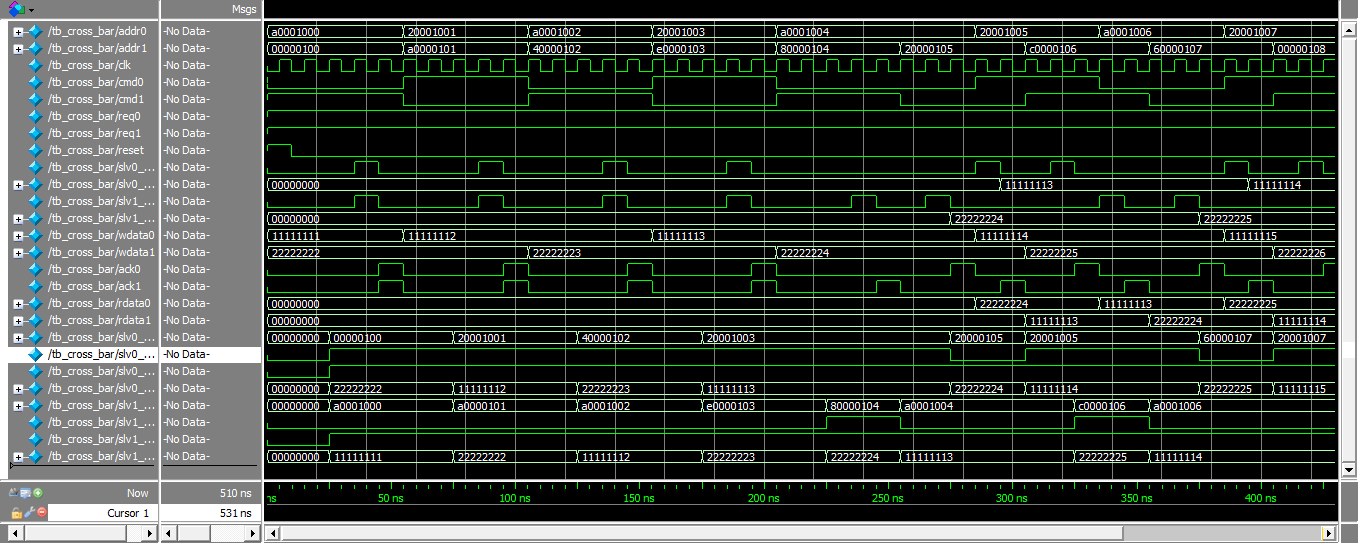 Msgs
/tb_cross_bar/addr0 -No Data- a0001000 20001001 a0001002 20001003 a0001004 20001005 a0001006 20001007
/tb_cross_bar/addr1 -No Data- 00000100 a0000101 40000102 e0000103 80000104 20000105 c0000106 60000107 00000108
/tb_cross_bar/clk -No Data-
/tb_cross_bar/cmd0 -No Data-
/tb_cross_bar/cmd1 -No Data-
/tb_cross_bar/req0 -No Data-
/tb_cross_bar/req1 -No Data-
/tb_cross_bar/reset -No Data-
/tb_cross_bar/slv0_... -No Data-
/tb_cross_bar/slv0_... -No Data- 00000000 11111113 11111114
/tb_cross_bar/slv1_... -No Data-
/tb_cross_bar/slv1_... -No Data- 00000000 22222224 22222225
/tb_cross_bar/wdata0 -No Data- 11111111 11111112 11111113 11111114 11111115
/tb_cross_bar/wdata1 -No Data- 22222222 22222223 22222224 22222225 22222226
/tb_cross_bar/ack0 -No Data-
/tb_cross_bar/ack1 -No Data-
/tb_cross_bar/rdata0 -No Data- 00000000 22222224 11111113 22222225
/tb_cross_bar/rdata1 -No Data- 00000000 11111113 22222224 11111114
/tb_cross_bar/slv0_... -No Data- 00000000 00000100 20001001 40000102 20001003 20000105 20001005 60000107 20001007
/tb_cross_bar/slv0_... -No Data-
/tb_cross_bar/slv0_... -No Data-
/tb_cross_bar/slv0_... -No Data- 00000000 22222222 11111112 22222223 11111113 22222224 11111114 22222225 11111115
/tb_cross_bar/slv1_... -No Data- 00000000 a0001000 a0000101 a0001002 e0000103 80000104 a0001004 c0000106 a0001006
/tb_cross_bar/slv1_... -No Data-
/tb_cross_bar/slv1_... -No Data-
/tb_cross_bar/slv1_... -No Data- 00000000 11111111 22222222 11111112 22222223 22222224 11111113 22222225 11111114
Now 510 ns ns 50 ns 100 ns 150 ns 200 ns 250 ns 300 ns 350 ns 400 ns
Cursor 1 531 ns